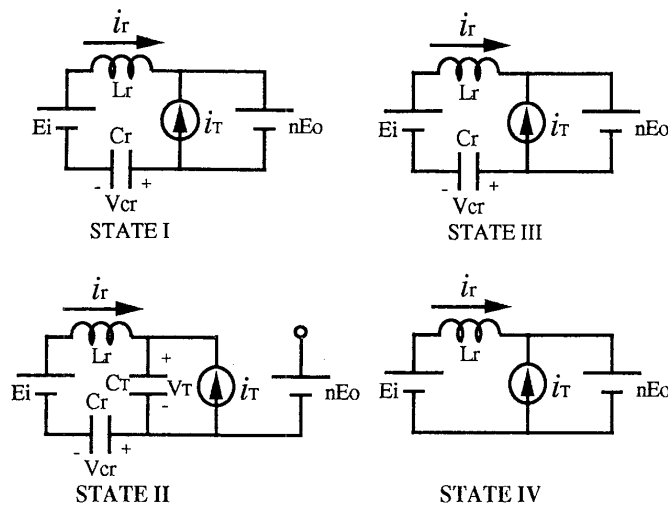 ir
Lr
Ei
iT
nEo
Cr
- +
Vcr
STATE I
ir
Lr
Ei
iT
nEo
Cr
- +
Vcr
STATE III
ir
Lr
+
Ei
CT
VT
iT
nEo
Cr
-
- +
Vcr
STATE II
ir
Lr
Ei
iT
nEo
STATE IV